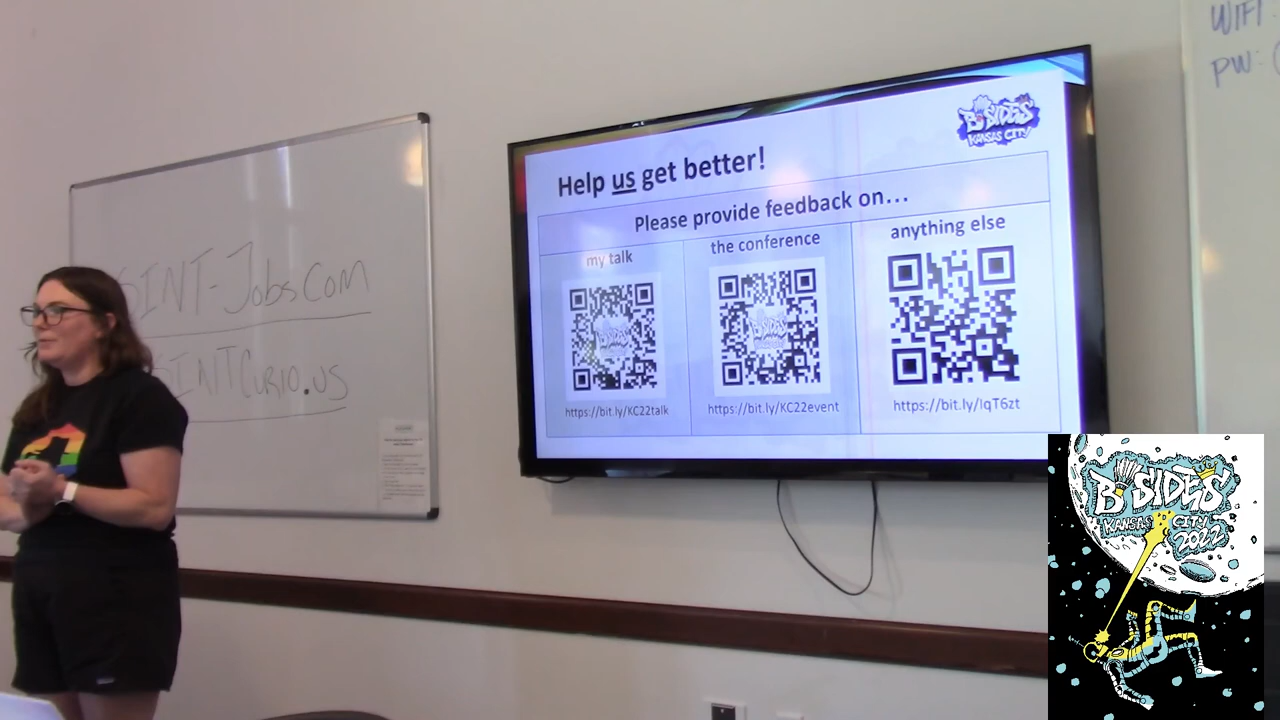 WIFI:
PW:
B SIDES
KANSAS CITY
Help us get better!
Please provide feedback on...
my talk
the conference
anything else
https://bit.ly/KC22talk
https://bit.ly/KC22event
https://bit.ly/IqT6zt
SINT-Jobs.Com
SINTCurio.us
B SIDES
KANSAS CITY
2022